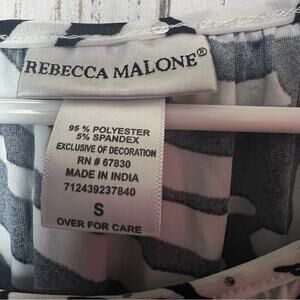 REBECCA MALONE®
95 % POLYESTER
5% SPANDEX
EXCLUSIVE OF DECORATION
RN # 67830
MADE IN INDIA
712439237840
S
OVER FOR CARE